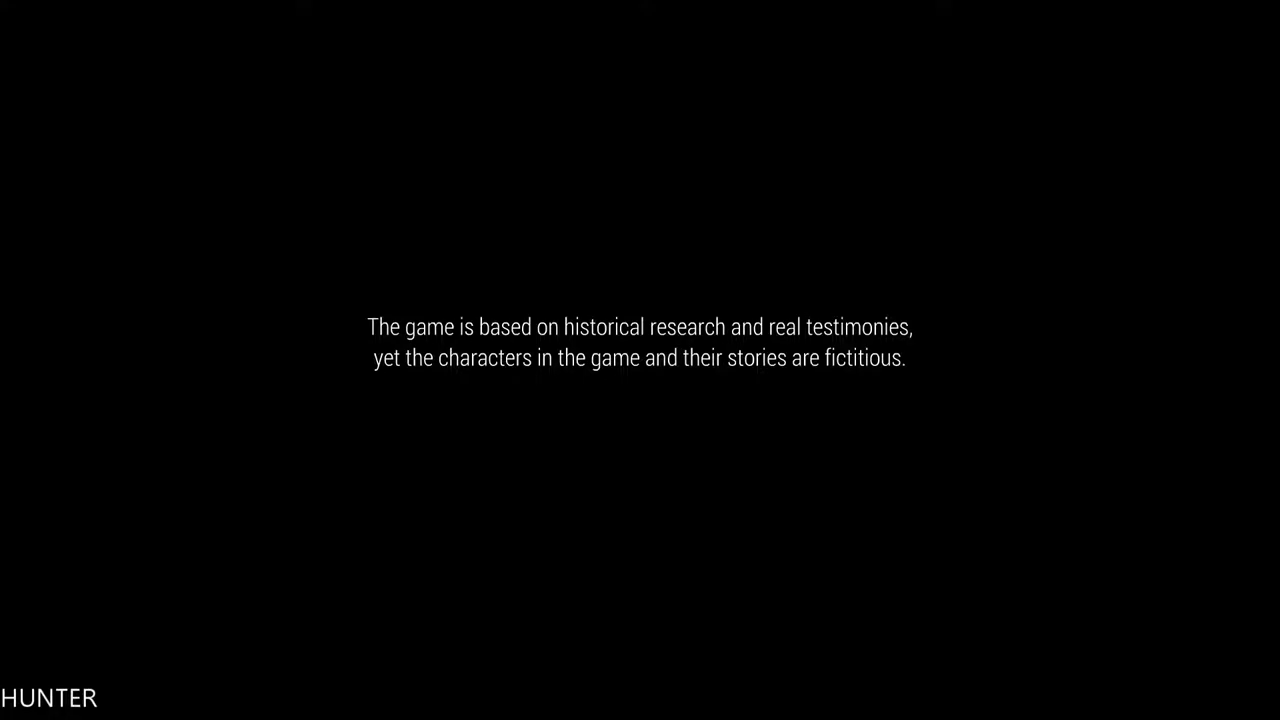 The game is based on historical research and real testimonies,
yet the characters in the game and their stories are fictitious.
HUNTER